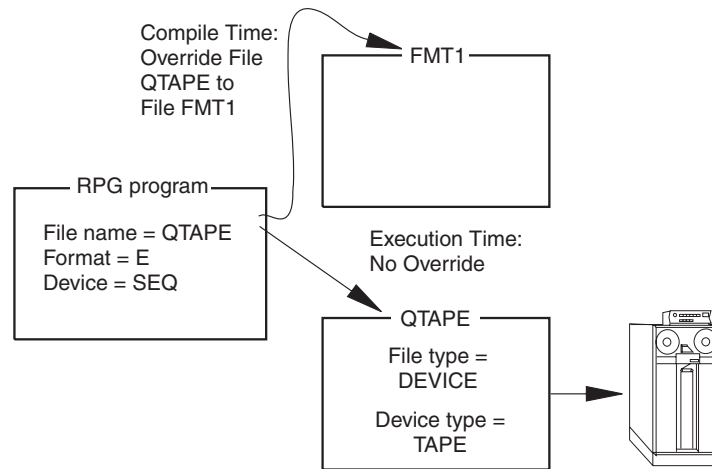 Compile Time:
Override File
QTAPE to
File FMT1
FMT1
RPG program
File name = QTAPE
Format = E
Device = SEQ
Execution Time:
No Override
QTAPE
File type =
DEVICE
Device type =
TAPE